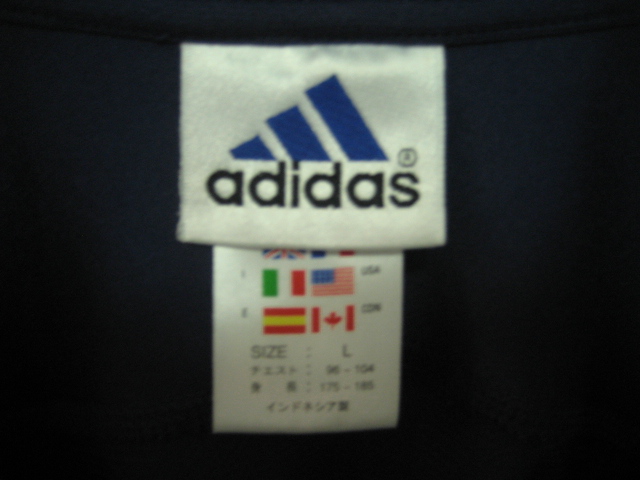 adidas ®
I USA
E CDN
SIZE : L
チェスト : 96 - 104
身 長 : 175 - 185
インドネシア製